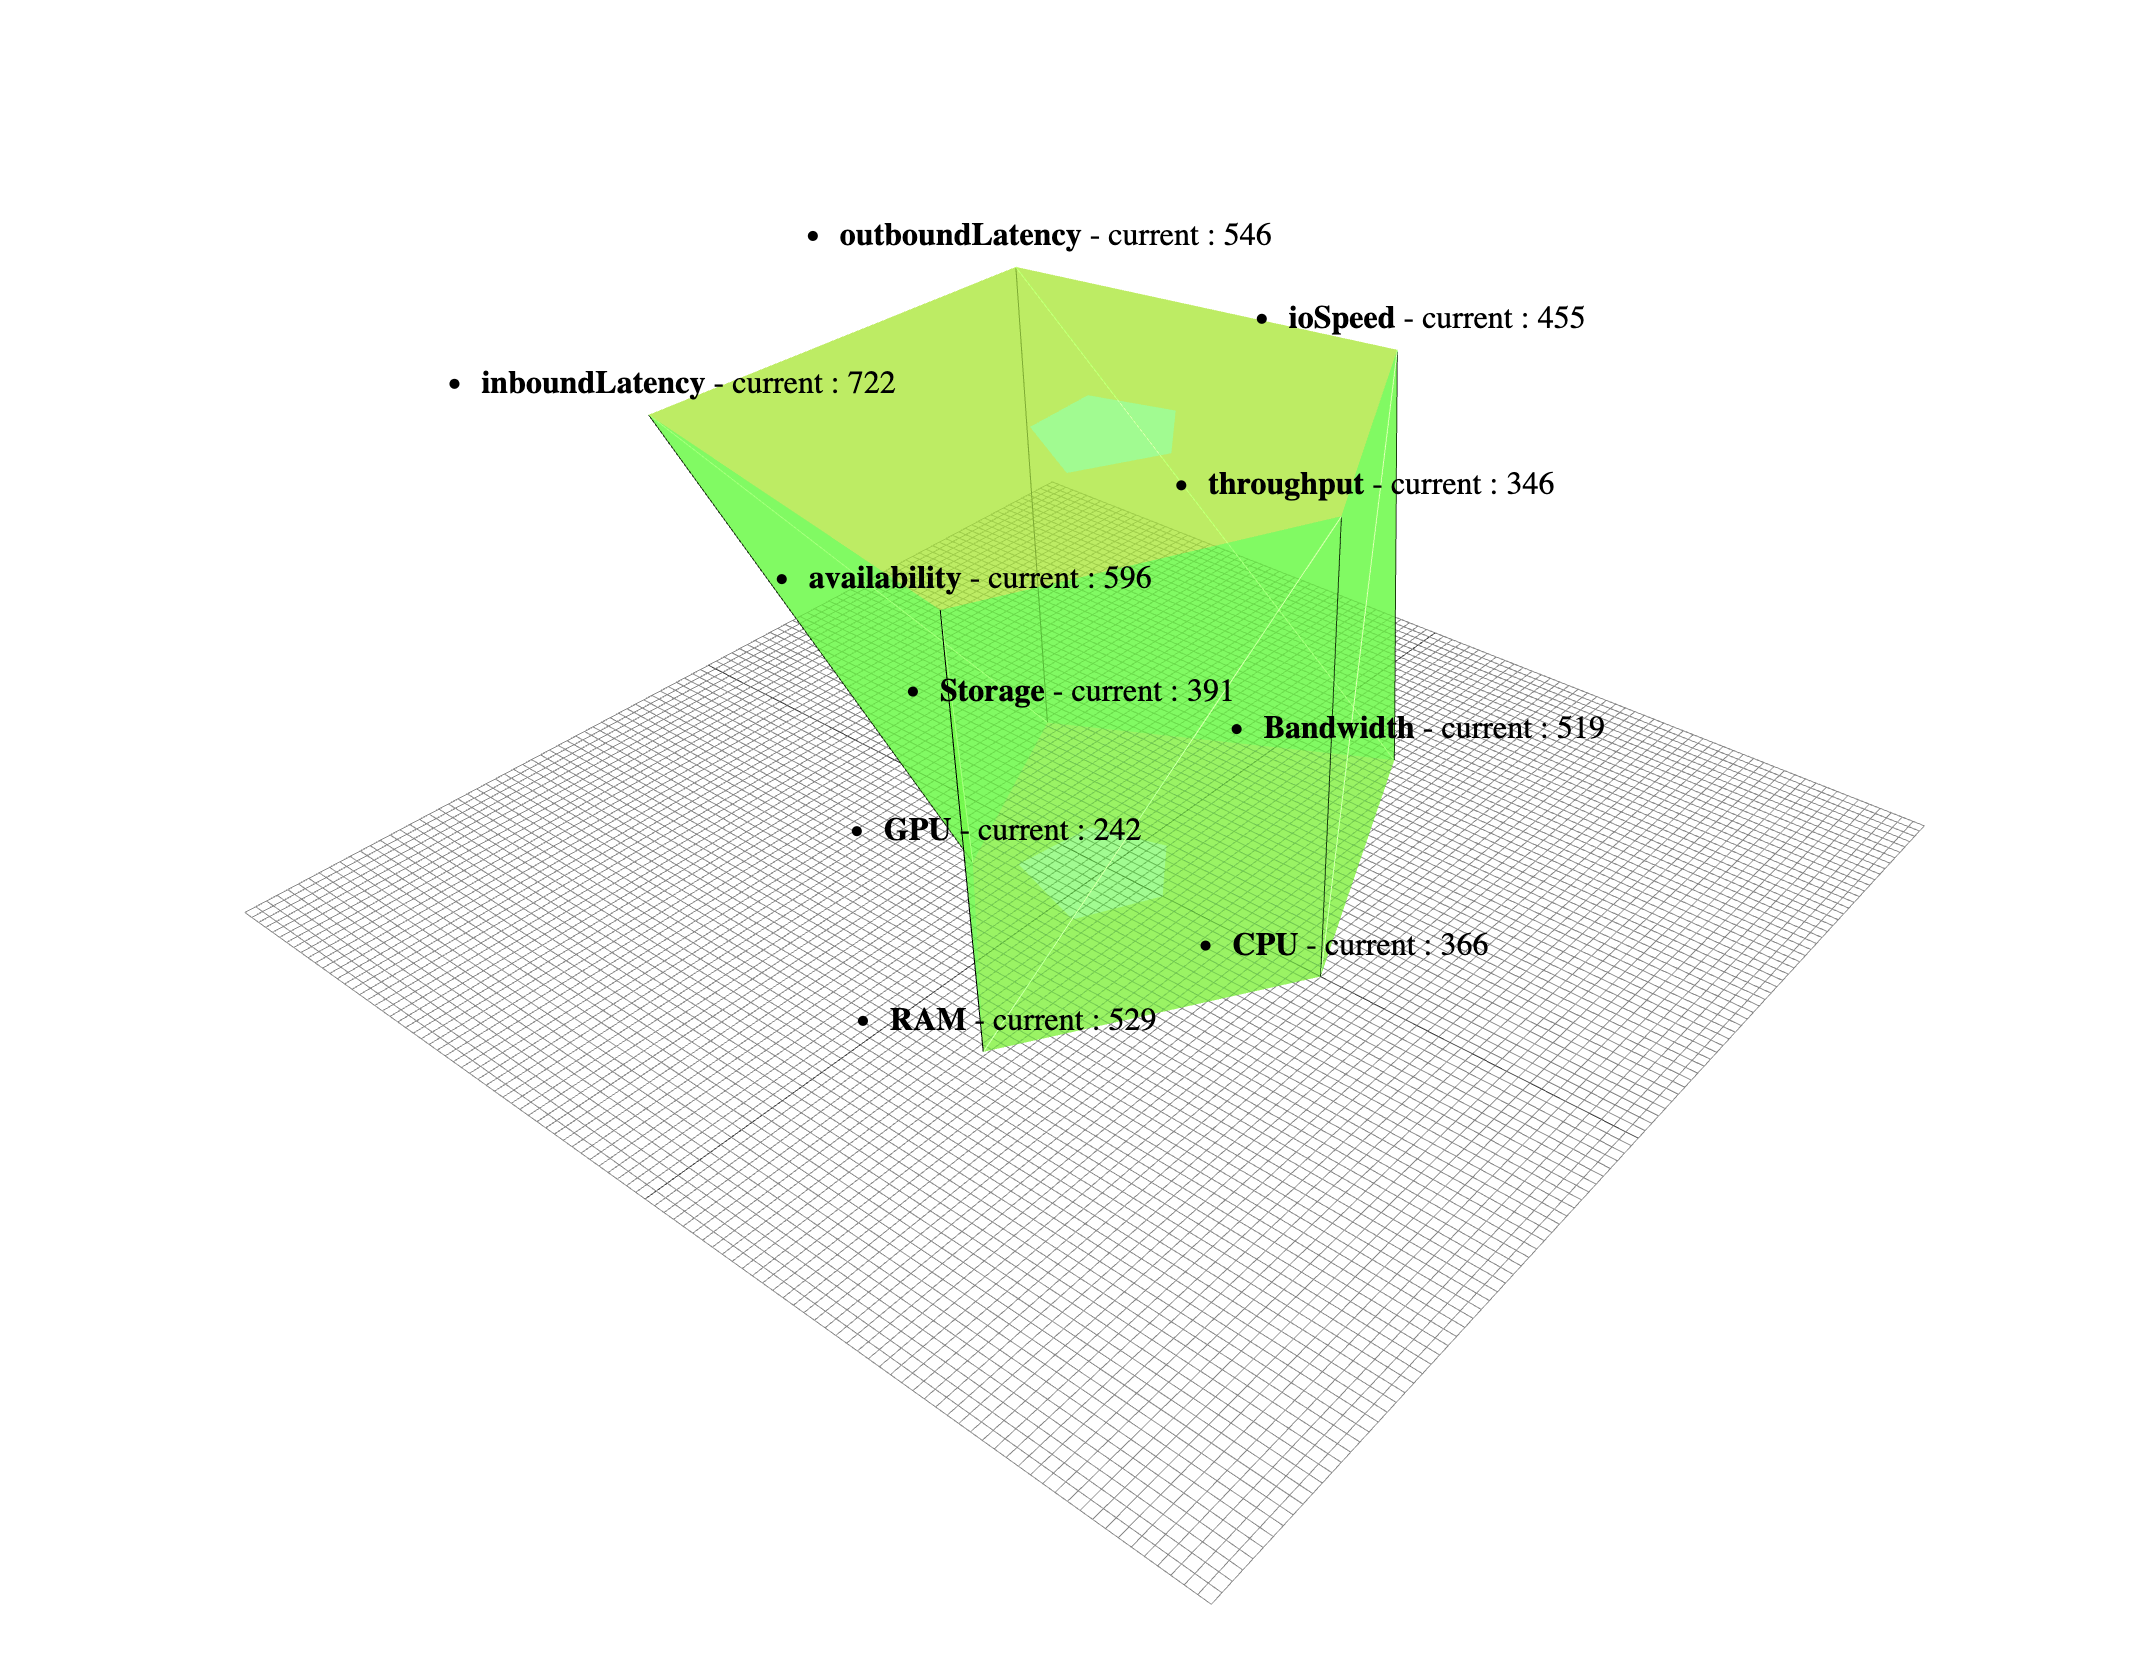 • outboundLatency - current : 546
• ioSpeed - current : 455
• inboundLatency - current : 722
• throughput - current : 346
• availability - current : 596
• Storage - current : 391
• Bandwidth - current : 519
• GPU - current : 242
• CPU - current : 366
• RAM - current : 529